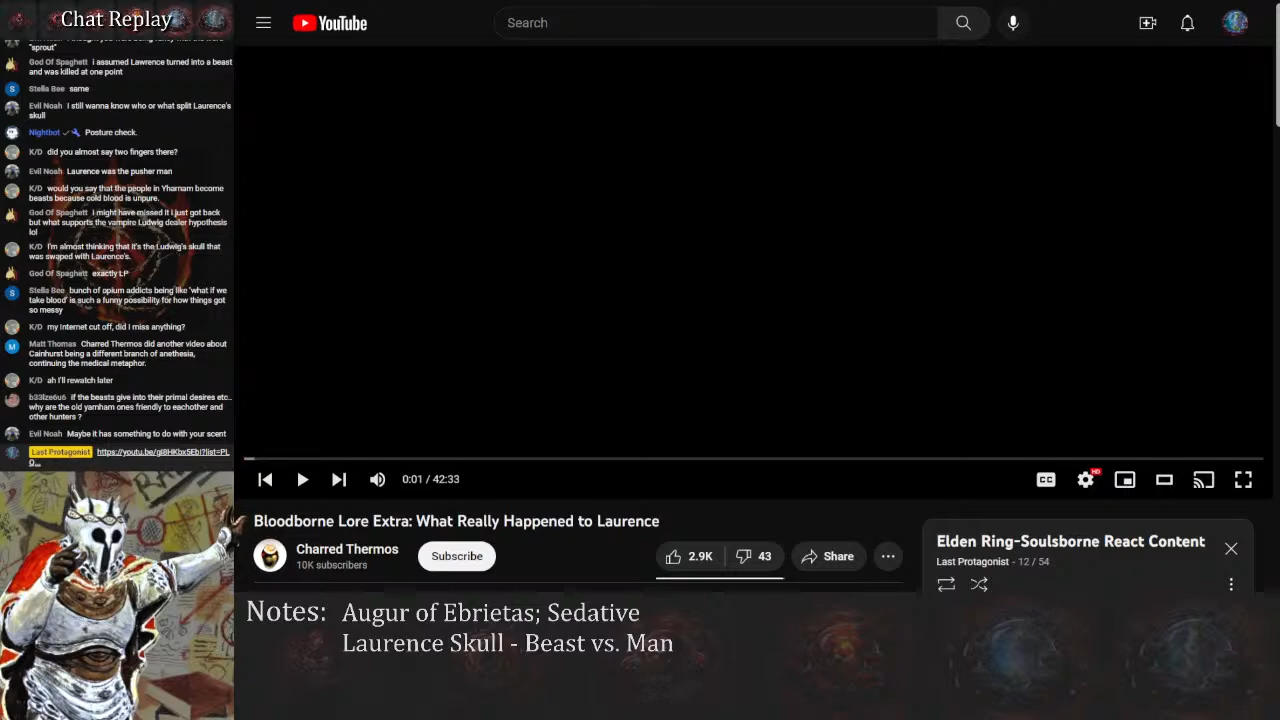 Chat Replay
"sprout"
God Of Spaghett i assumed Lawrence turned into a beast
and was killed at one point
Stella Bee same
Evil Noah I still wanna know who or what split Laurence's
skull
Nightbot Posture check.
K/D did you almost say two fingers there?
Evil Noah Laurence was the pusher man
K/D would you say that the people in Yharnam become
beasts because cold blood is unpure.
God Of Spaghett I might have missed it i just got back
but what supports the vampire Ludwig dealer hypothesis
lol
K/D I'm almost thinking that it's the Ludwig's skull that
was swaped with Laurence's.
God Of Spaghett exactly LP
Stella Bee bunch of opium addicts being like 'what if we
take blood' is such a funny possibility for how things got
so messy
K/D my Internet cut off, did I miss anything?
Matt Thomas Charred Thermos did another video about
Cainhurst being a different branch of anethesia,
continuing the medical metaphor.
K/D ah I'll rewatch later
b33lze6u6 if the beasts give into their primal desires etc..
why are the old yarnham ones friendly to eachother and
other hunters ?
Evil Noah Maybe it has something to do with your scent
Last Protagonist https://youtu.be/gI8HKbx5EbI?list=PL
YouTube
Search
0:01 / 42:33
CC
HD
Bloodborne Lore Extra: What Really Happened to Laurence
Charred Thermos
10K subscribers
Subscribe
2.9K
43
Share
Elden Ring-Soulsborne React Content
Last Protagonist - 12 / 54
Notes: Augur of Ebrietas; Sedative
Laurence Skull - Beast vs. Man